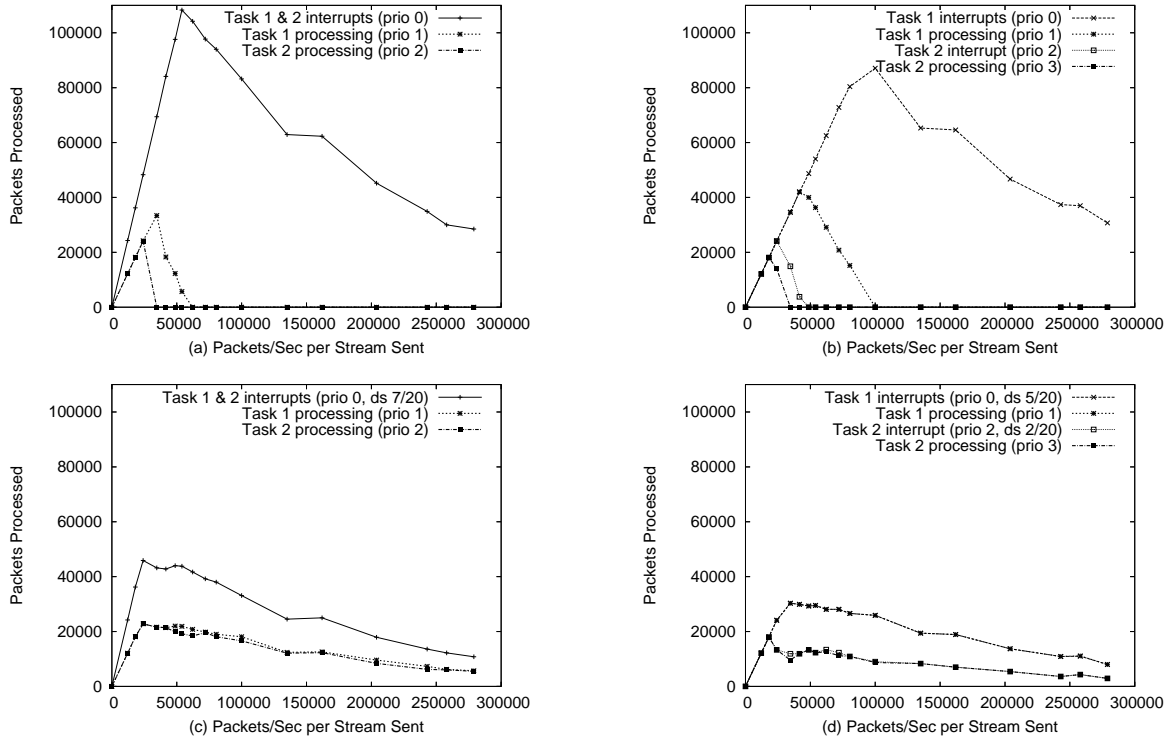 Task 1 & 2 interrupts (prio 0)
Task 1 processing (prio 1)
Task 2 processing (prio 2)
100000
80000
60000
40000
20000
0
Packets Processed
0 50000 100000 150000 200000 250000 300000
(a) Packets/Sec per Stream Sent
Task 1 interrupts (prio 0)
Task 1 processing (prio 1)
Task 2 interrupt (prio 2)
Task 2 processing (prio 3)
100000
80000
60000
40000
20000
0
Packets Processed
0 50000 100000 150000 200000 250000 300000
(b) Packets/Sec per Stream Sent
Task 1 & 2 interrupts (prio 0, ds 7/20)
Task 1 processing (prio 1)
Task 2 processing (prio 2)
100000
80000
60000
40000
20000
0
Packets Processed
0 50000 100000 150000 200000 250000 300000
(c) Packets/Sec per Stream Sent
Task 1 interrupts (prio 0, ds 5/20)
Task 1 processing (prio 1)
Task 2 interrupt (prio 2, ds 2/20)
Task 2 processing (prio 3)
100000
80000
60000
40000
20000
0
Packets Processed
0 50000 100000 150000 200000 250000 300000
(d) Packets/Sec per Stream Sent